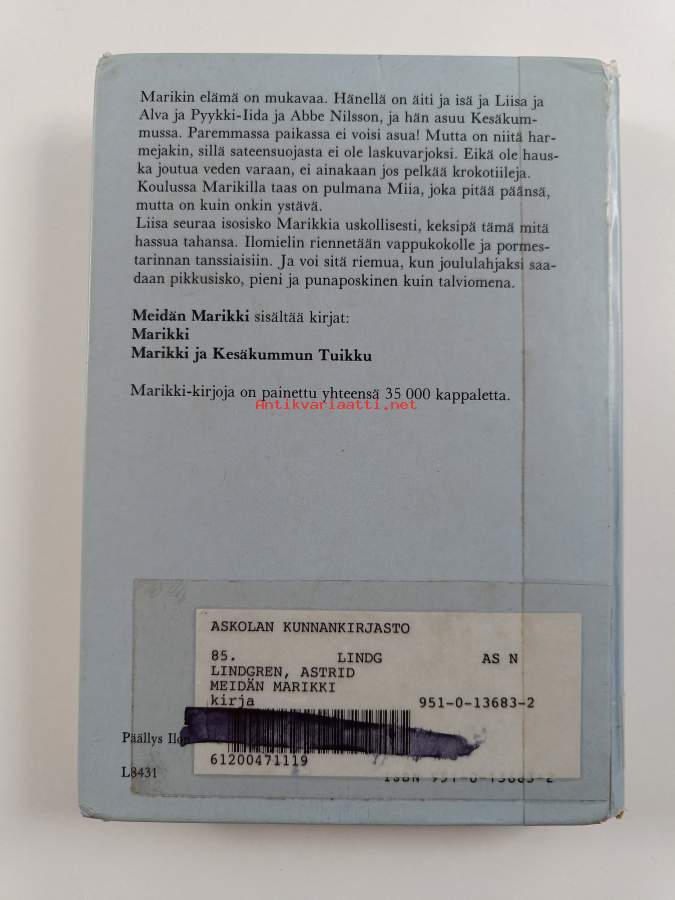 Marikin elämä on mukavaa. Hänellä on äiti ja isä ja Liisa ja
Alva ja Pyykki-Iida ja Abbe Nilsson, ja hän asuu Kesäkum-
mussa. Paremmassa paikassa ei voisi asua! Mutta on niitä har-
mejakin, sillä sateensuojasta ei ole laskuvarjoksi. Eikä ole haus-
ka joutua veden varaan, ei ainakaan jos pelkää krokotiileja.
Koulussa Marikilla taas on pulmana Miia, joka pitää päänsä,
mutta on kuin onkin ystävä.
Liisa seuraa isosisko Marikkia uskollisesti, keksipä tämä mitä
hassua tahansa. Ilomielin riennetään vappukokolle ja pormes-
tarinnan tanssiaisiin. Ja voi sitä riemua, kun joululahjaksi saa-
daan pikkusisko, pieni ja punaposkinen kuin talviomena.
Meidän Marikki sisältää kirjat:
Marikki
Marikki ja Kesäkummun Tuikku
Marikki-kirjoja on painettu yhteensä 35 000 kappaletta.
Antikvariaatti.net
ASKOLAN KUNNANKIRJASTO
85. LINDG AS N
LINDGREN, ASTRID
MEIDÄN MARIKKI
kirja 951-0-13683-2
Päällys
61200471119
L8431
ISBN 951-0-13683-2